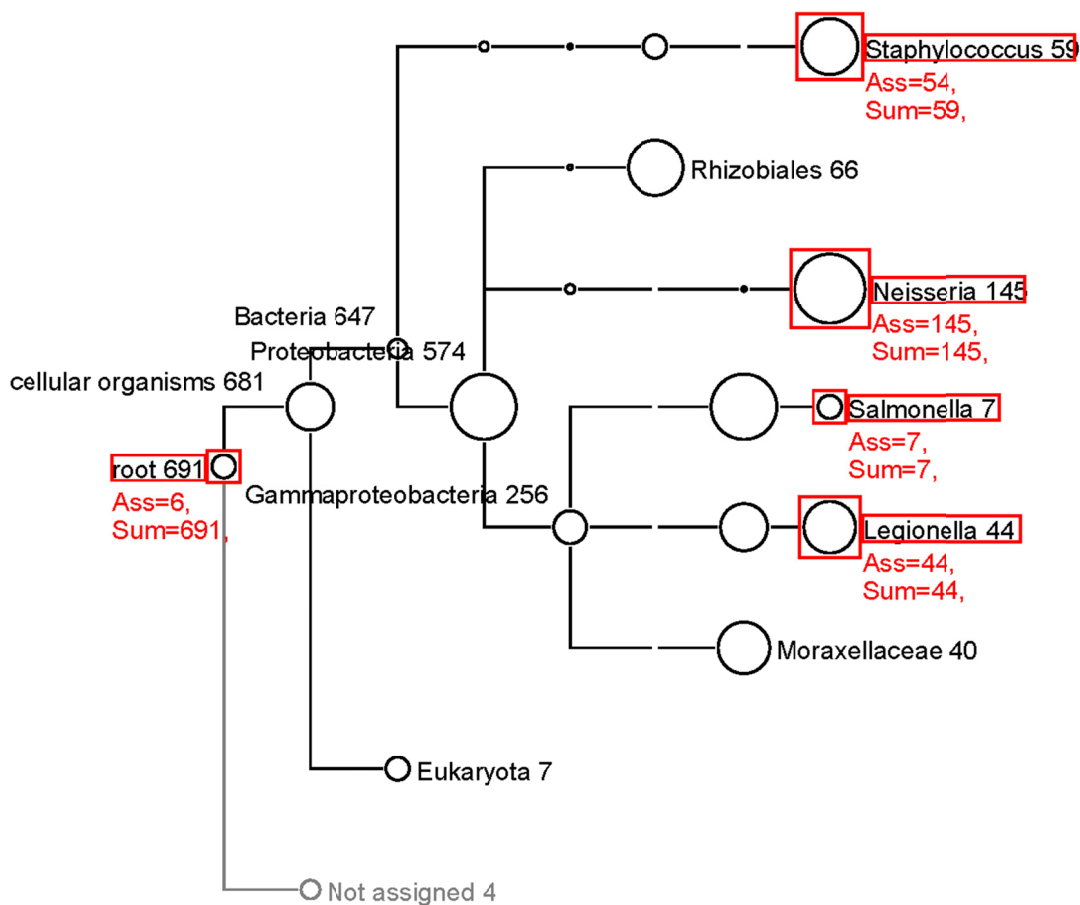 Staphylococcus 59
Ass=54,
Sum=59,
Rhizobiales 66
Neisseria 145
Ass=145,
Sum=145,
Bacteria 647
Proteobacteria 574
cellular organisms 681
Salmonella 7
Ass=7,
Sum=7,
root 691
Ass=6,
Sum=691,
Gammaproteobacteria 256
Legionella 44
Ass=44,
Sum=44,
Moraxellaceae 40
Eukaryota 7
Not assigned 4